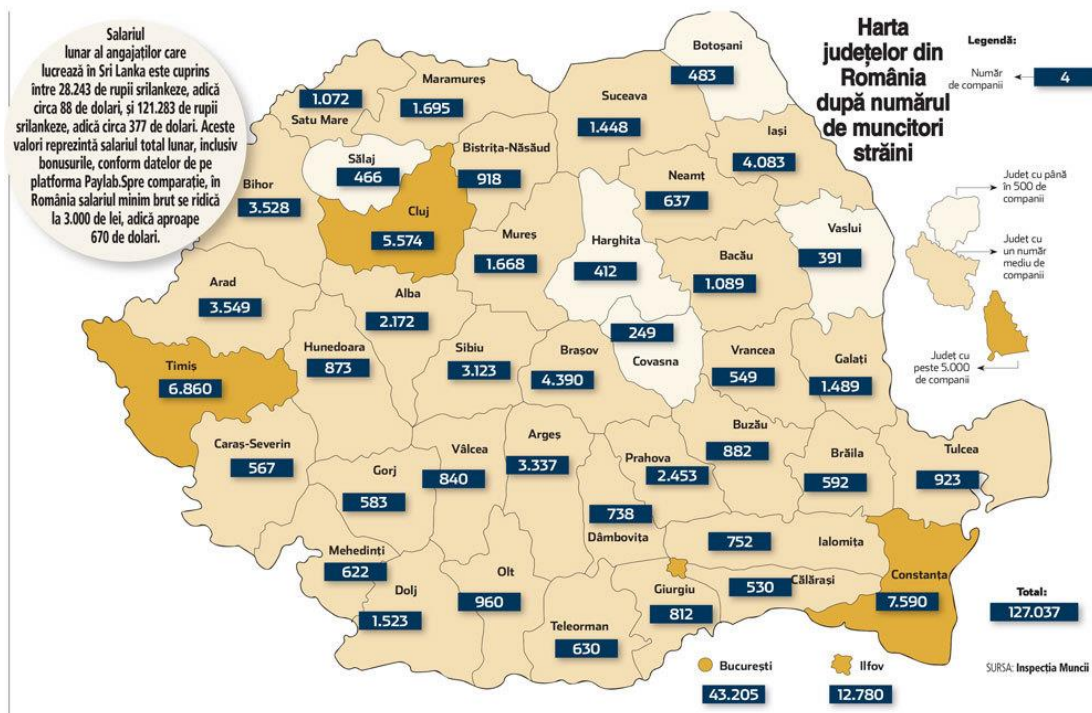 Salariul
lunar al angajaților care
lucrează în Sri Lanka este cuprins
între 28.243 de rupii srilankeze, adică
circa 88 de dolari, și 121.283 de rupii
srilankeze, adică circa 377 de dolari. Aceste
valori reprezintă salariul total lunar, inclusiv
bonusurile, conform datelor de pe
platforma Paylab.Spre comparație, în
România salariul minim brut se ridică
la 3.000 de lei, adică aproape
670 de dolari.
Harta
județelor din
România
după numărul
de muncitori
străini
Legendă:
Număr
de companii
4
Județ cu până
în 500 de
companii
Județ cu
un număr
mediu de
companii
Județ cu
peste 5.000
de companii
Botoșani
483
Maramureș
1.695
1.072
Satu Mare
Suceava
1.448
Iași
4.083
Sălaj
466
Bistrița-Năsăud
918
Neamț
637
Bihor
3.528
Cluj
5.574
Mureș
1.668
Harghita
412
Bacău
1.089
Vaslui
391
Arad
3.549
Alba
2.172
249
Covasna
Timiș
6.860
Hunedoara
873
Sibiu
3.123
Brașov
4.390
Vrancea
549
Galați
1.489
Caraș-Severin
567
Gorj
583
Vâlcea
840
Argeș
3.337
Prahova
2.453
Buzău
882
Brăila
592
Tulcea
923
738
Dâmbovița
752
Ialomița
Mehedinți
622
Dolj
1.523
Olt
960
Teleorman
630
Giurgiu
812
Călărași
530
Constanța
7.590
Total:
127.037
București
43.205
Ilfov
12.780
SURSA: Inspecția Muncii